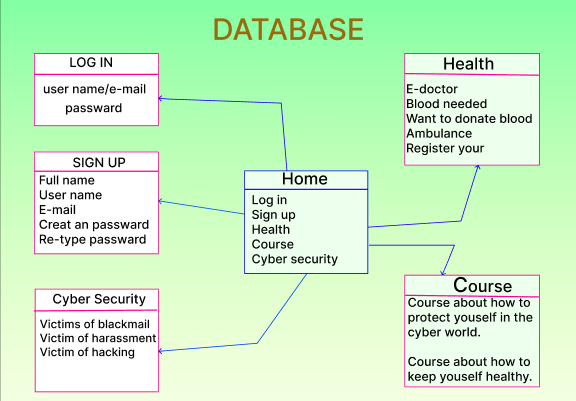 DATABASE
LOG IN
user name/e-mail
passward
SIGN UP
Full name
User name
E-mail
Creat an password
Re-type password
Cyber Security
Victims of blackmail
Victim of harassment
Victim of hacking
Home
Log in
Sign up
Health
Course
Cyber security
Health
E-doctor
Blood needed
Want to donate blood
Ambulance
Register your
Course
Course about how to
protect youself in the
cyber world.
Course about how to
keep youself healthy.